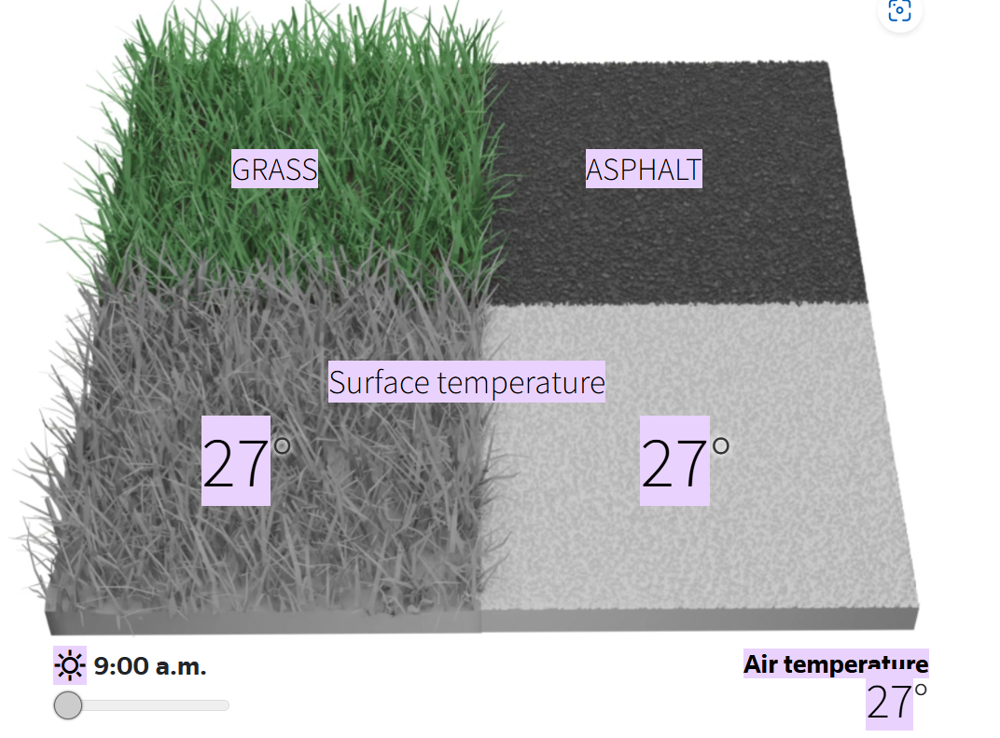 GRASS
ASPHALT
Surface temperature
27°
27°
9:00 a.m.
Air temperature
27°